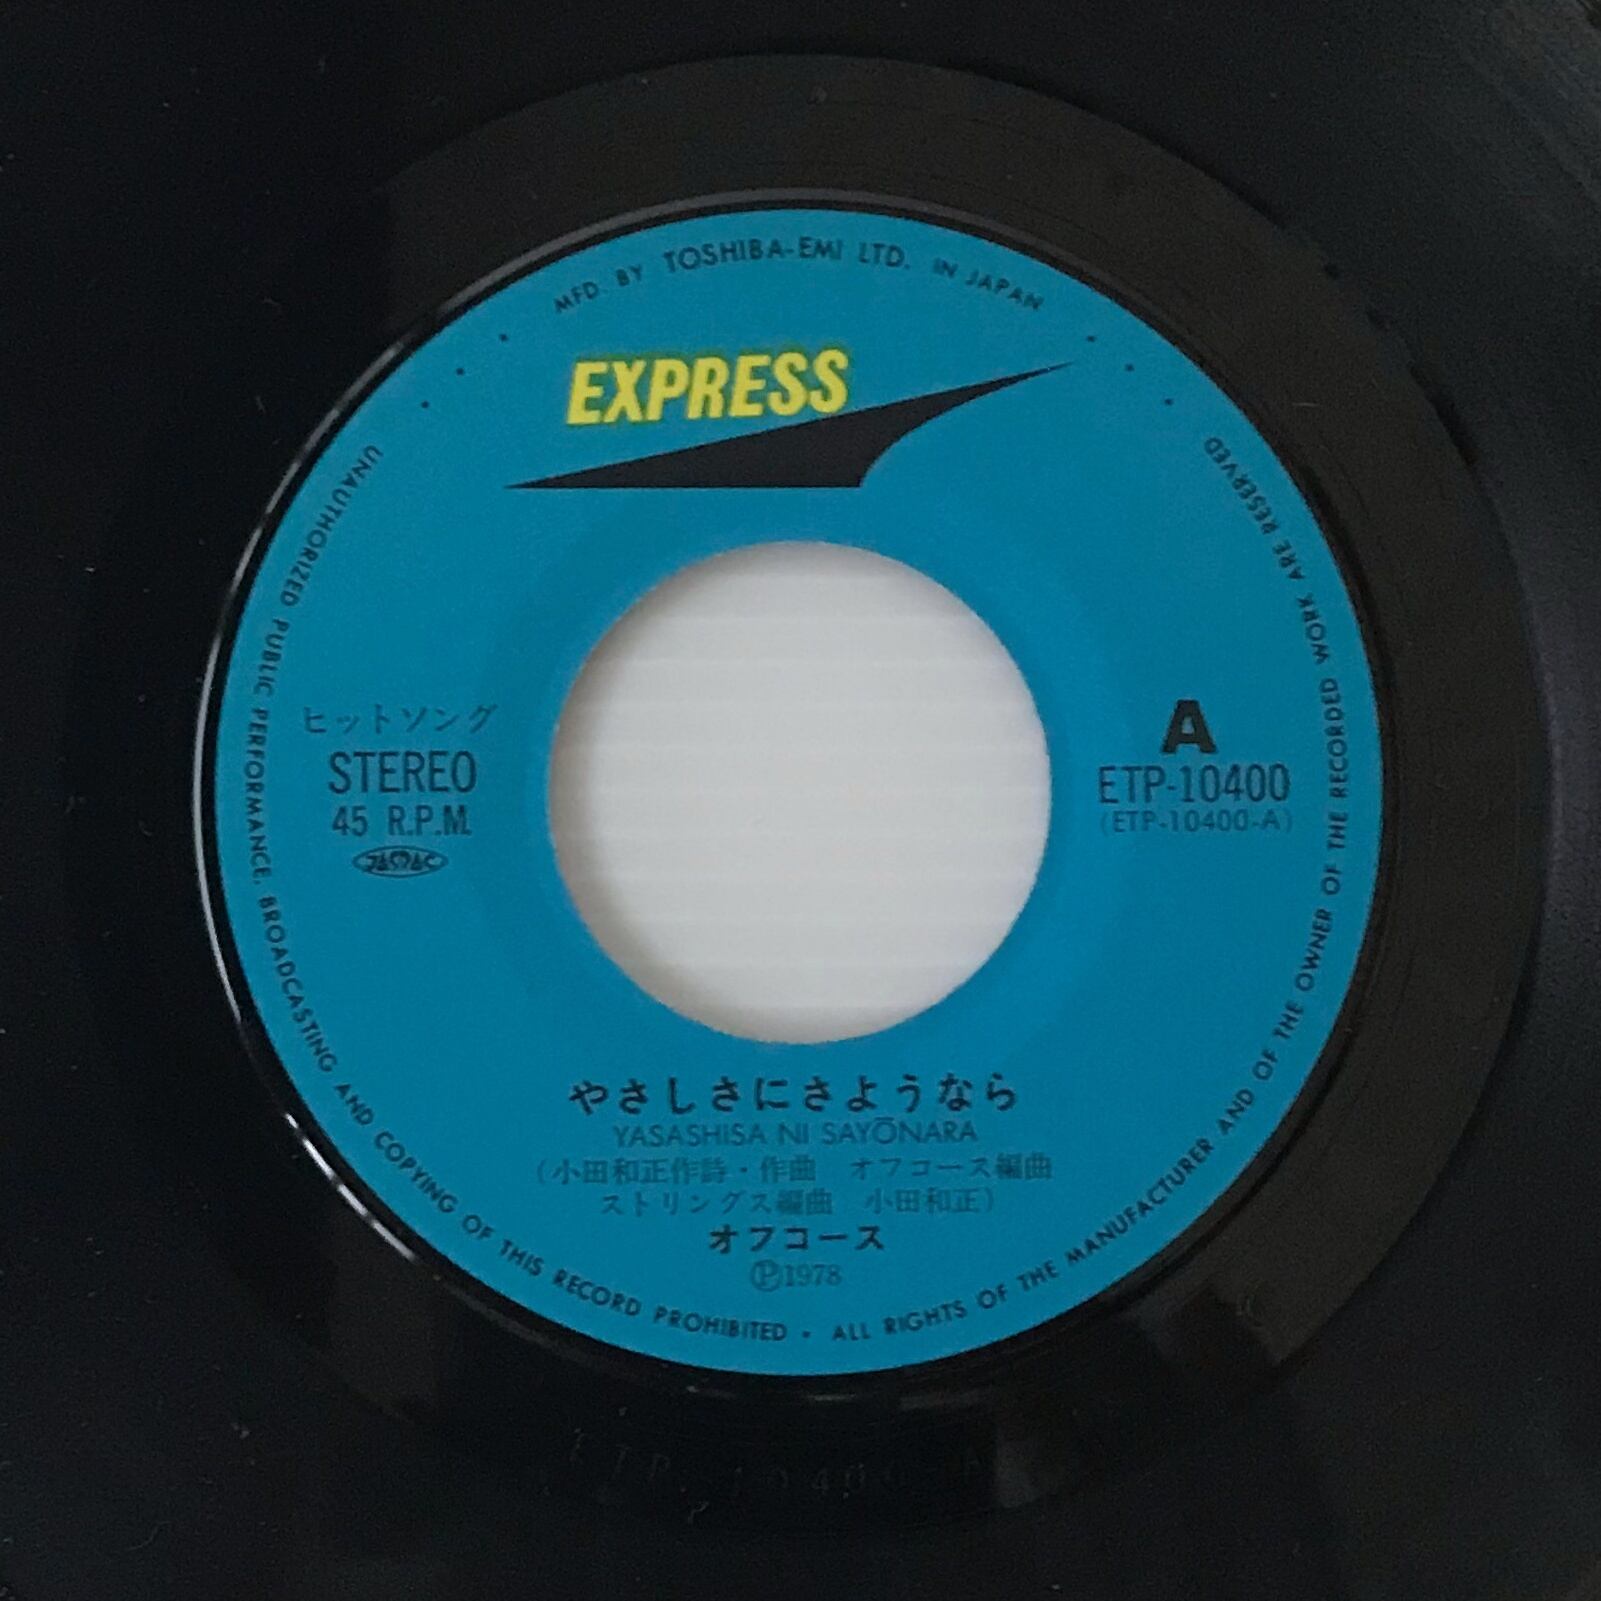 MFD. BY TOSHIBA-EMI LTD. IN JAPAN
EXPRESS
UNAUTHORIZED PUBLIC PERFORMANCE, BROADCASTING AND COPYING OF THIS RECORD PROHIBITED • ALL RIGHTS OF THE MANUFACTURER AND OF THE OWNER OF THE RECORDED WORK ARE RESERVED
ヒットソング
STEREO
45 R.P.M.
JASRAC
A
ETP-10400
(ETP-10400-A)
やさしさにさようなら
YASASHISA NI SAYŌNARA
(小田和正作詩・作曲 オフコース編曲
ストリングス編曲 小田和正)
オフコース
Ⓟ1978
ETP-10400-A